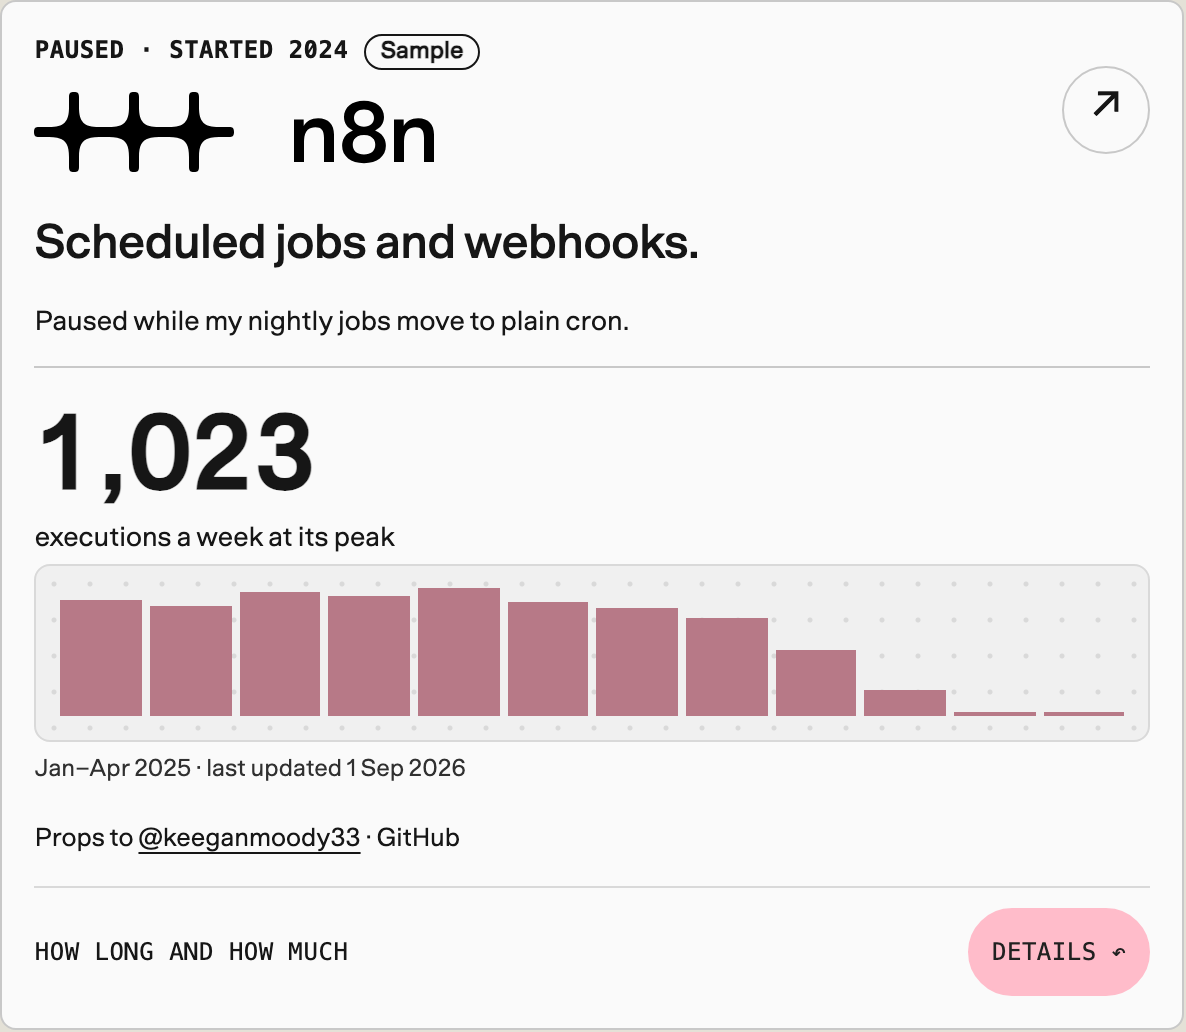 PAUSED · STARTED 2024 Sample
n8n
Scheduled jobs and webhooks.
Paused while my nightly jobs move to plain cron.
1,023
executions a week at its peak
Jan–Apr 2025 · last updated 1 Sep 2026
Props to @keeganmoody33 · GitHub
HOW LONG AND HOW MUCH
DETAILS ↶